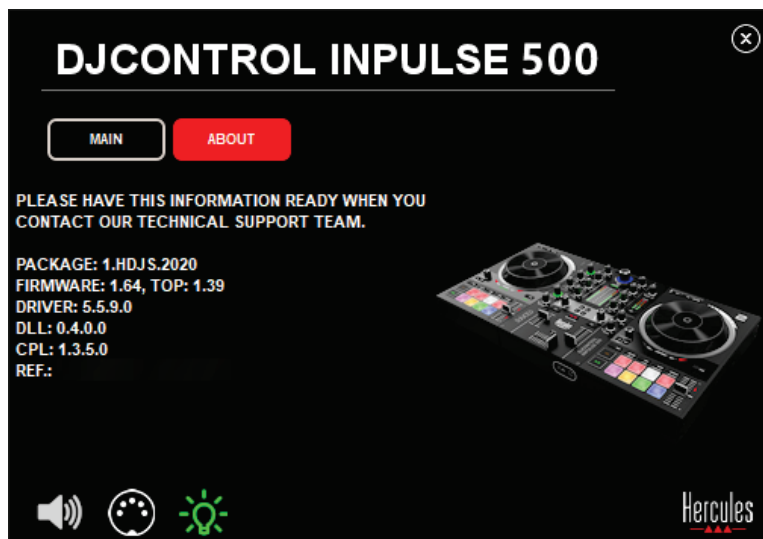 DJCONTROL INPULSE 500
MAIN
ABOUT
PLEASE HAVE THIS INFORMATION READY WHEN YOU
CONTACT OUR TECHNICAL SUPPORT TEAM.
PACKAGE: 1.HDJS.2020
FIRMWARE: 1.64, TOP: 1.39
DRIVER: 5.5.9.0
DLL: 0.4.0.0
CPL: 1.3.5.0
REF.:
Hercules